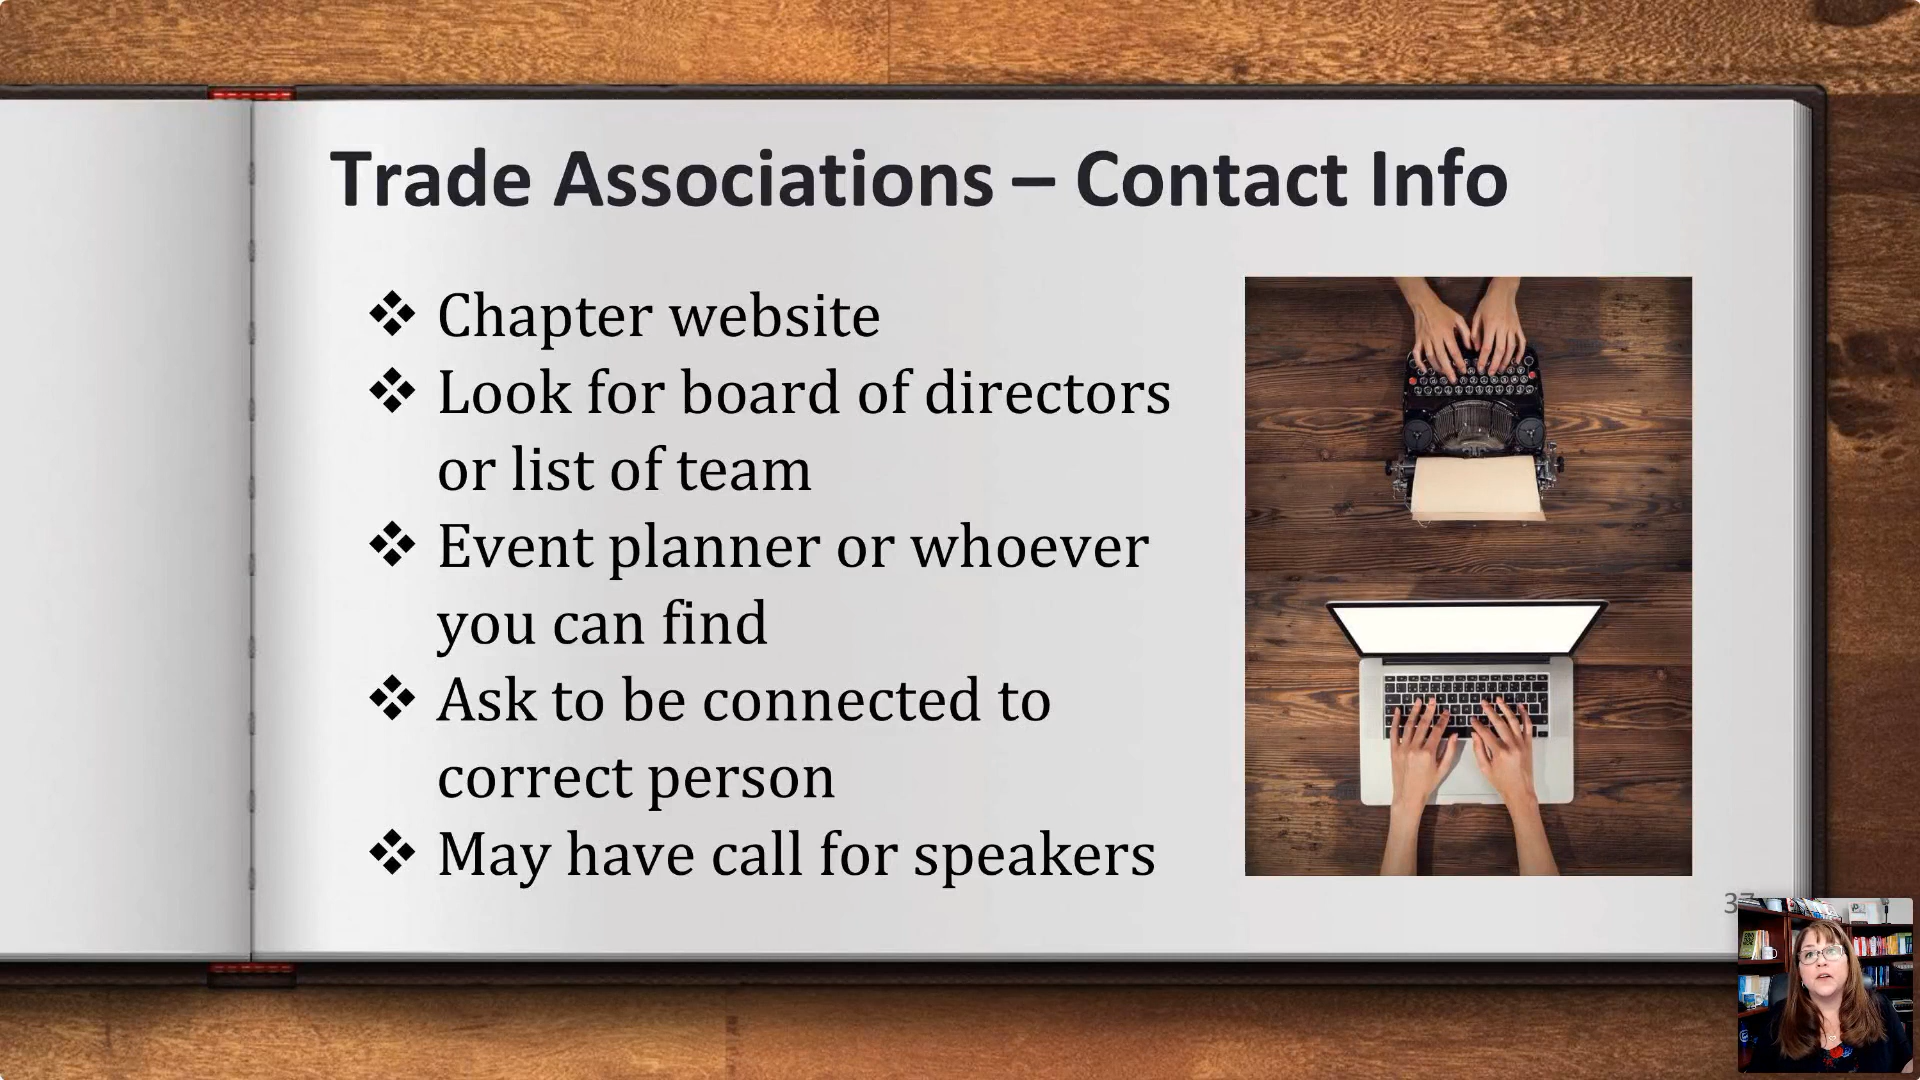 Trade Associations – Contact Info
❖ Chapter website
❖ Look for board of directors
or list of team
❖ Event planner or whoever
you can find
❖ Ask to be connected to
correct person
❖ May have call for speakers
37